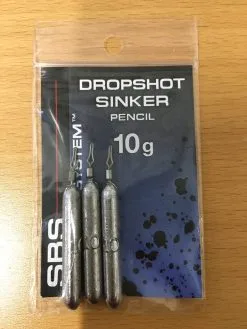 DROPSHOT
SINKER
PENCIL
10g
SBS
SYSTEM™